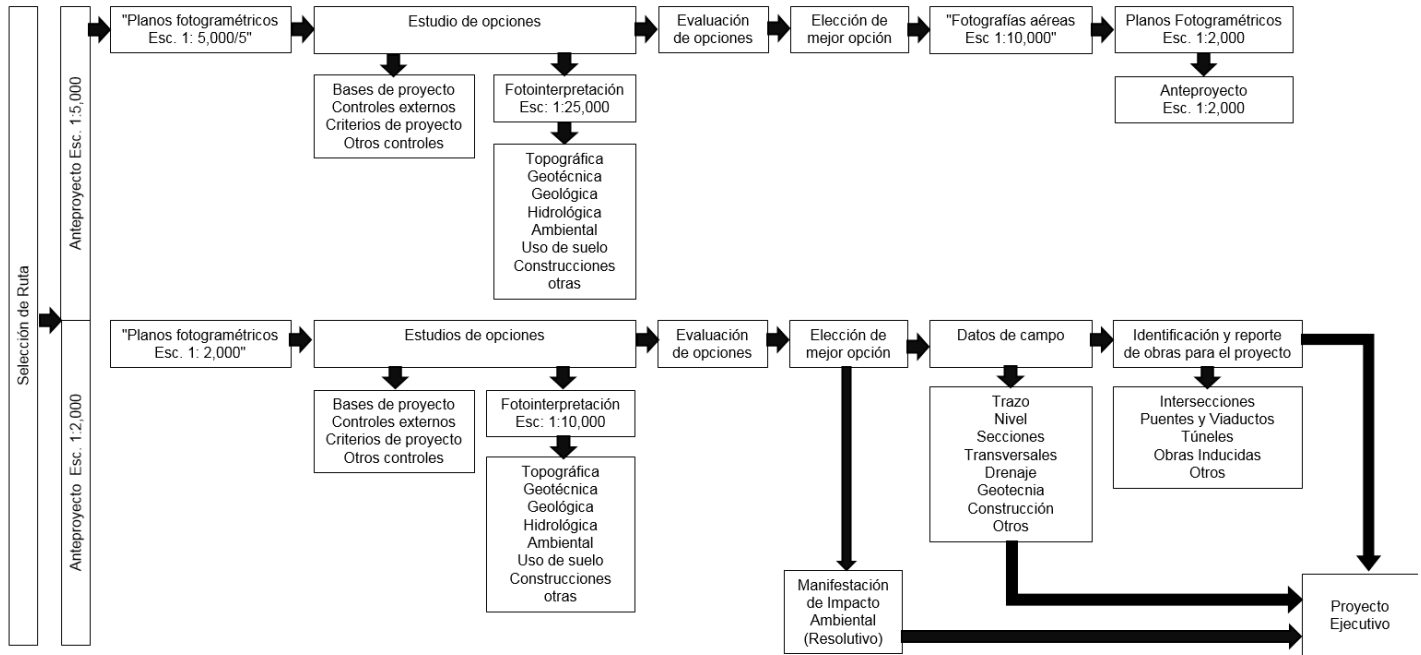 Selección de Ruta
Anteproyecto Esc. 1:5,000
"Planos fotogramétricos
Esc. 1: 5,000/5"
Estudio de opciones
Bases de proyecto
Controles externos
Criterios de proyecto
Otros controles
Fotointerpretación
Esc: 1:25,000
Topográfica
Geotécnica
Geológica
Hidrológica
Ambiental
Uso de suelo
Construcciones
otras
Evaluación
de opciones
Elección de
mejor opción
"Fotografías aéreas
Esc 1:10,000"
Planos Fotogramétricos
Esc. 1:2,000
Anteproyecto
Esc. 1:2,000
Anteproyecto Esc. 1:2,000
"Planos fotogramétricos
Esc. 1: 2,000"
Estudios de opciones
Bases de proyecto
Controles externos
Criterios de proyecto
Otros controles
Fotointerpretación
Esc: 1:10,000
Topográfica
Geotécnica
Geológica
Hidrológica
Ambiental
Uso de suelo
Construcciones
otras
Evaluación
de opciones
Elección de
mejor opción
Manifestación
de Impacto
Ambiental
(Resolutivo)
Datos de campo
Trazo
Nivel
Secciones
Transversales
Drenaje
Geotecnia
Construcción
Otros
Identificación y reporte
de obras para el proyecto
Intersecciones
Puentes y Viaductos
Túneles
Obras Inducidas
Otros
Proyecto
Ejecutivo